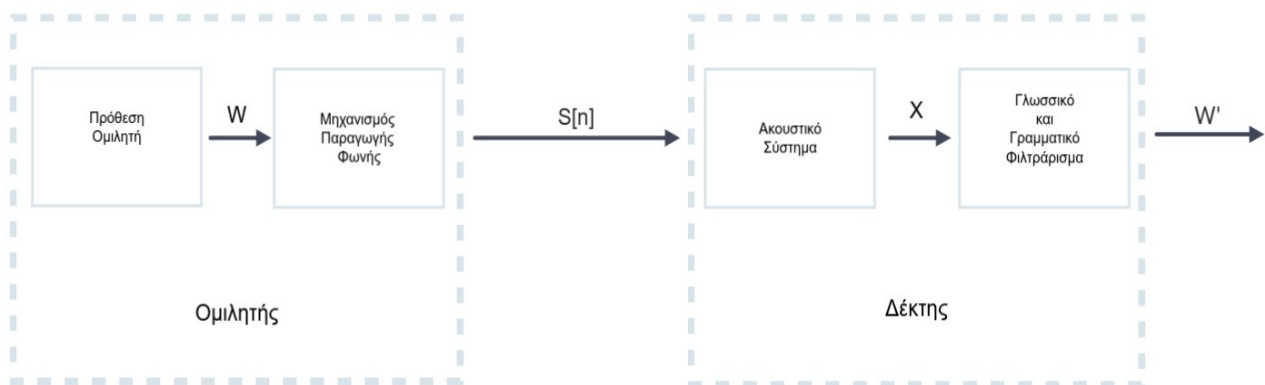 Πρόθεση
Ομιλητή
W
Μηχανισμός
Παραγωγής
Φωνής
S[n]
Ακουστικό
Σύστημα
X
Γλωσσικό
και
Γραμματικό
Φιλτράρισμα
W'
Ομιλητής
Δέκτης